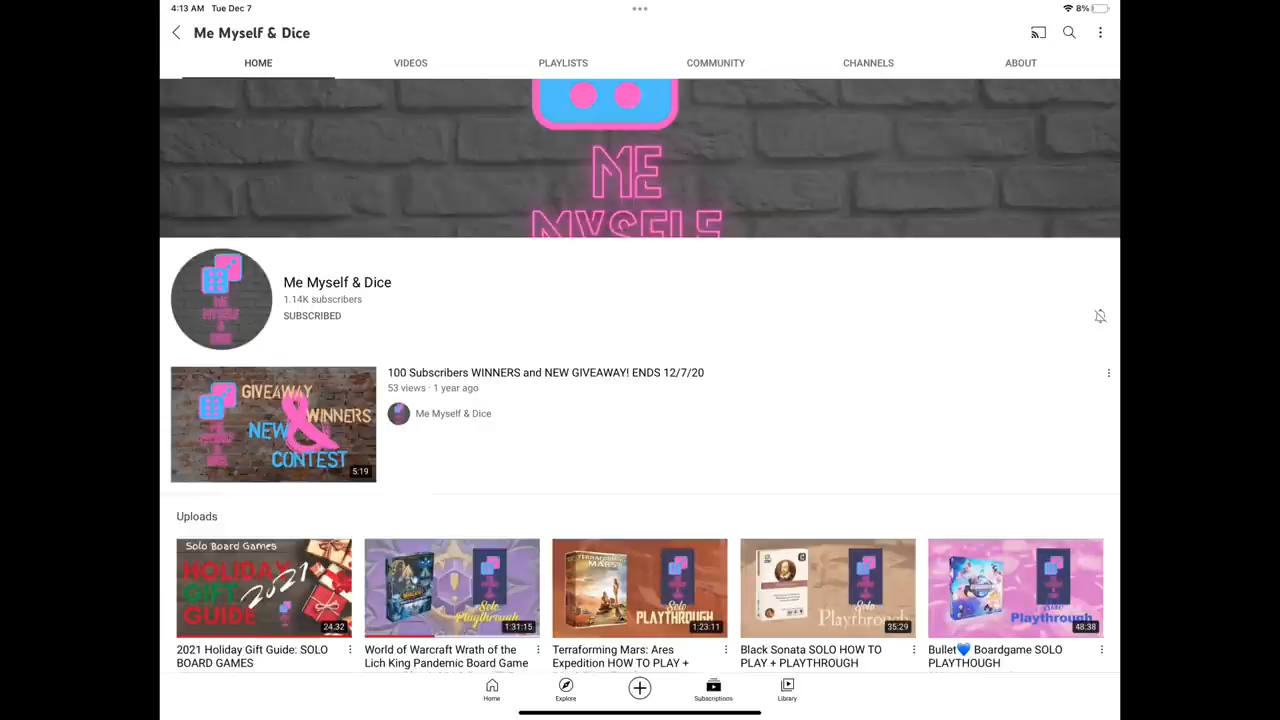 4:13 AM Tue Dec 7
8%
Me Myself & Dice
HOME VIDEOS PLAYLISTS COMMUNITY CHANNELS ABOUT
ME
MYSELF
Me Myself & Dice
1.14K subscribers
SUBSCRIBED
GIVEAWAY
& WINNERS
NEW
CONTEST
5:19
100 Subscribers WINNERS and NEW GIVEAWAY! ENDS 12/7/20
53 views · 1 year ago
Me Myself & Dice
Uploads
Solo Board Games
HOLIDAY
GIFT
GUIDE
2021
24:32
2021 Holiday Gift Guide: SOLO
BOARD GAMES
Solo
Playthrough
1:31:15
World of Warcraft Wrath of the
Lich King Pandemic Board Game
TERRAFORMING
MARS
Solo
PLAYTHROUGH
1:23:11
Terraforming Mars: Ares
Expedition HOW TO PLAY +
Solo
Playthrough
35:29
Black Sonata SOLO HOW TO
PLAY + PLAYTHROUGH
Solo
Playthrough
48:38
Bullet💙 Boardgame SOLO
PLAYTHOUGH
Home Explore Subscriptions Library